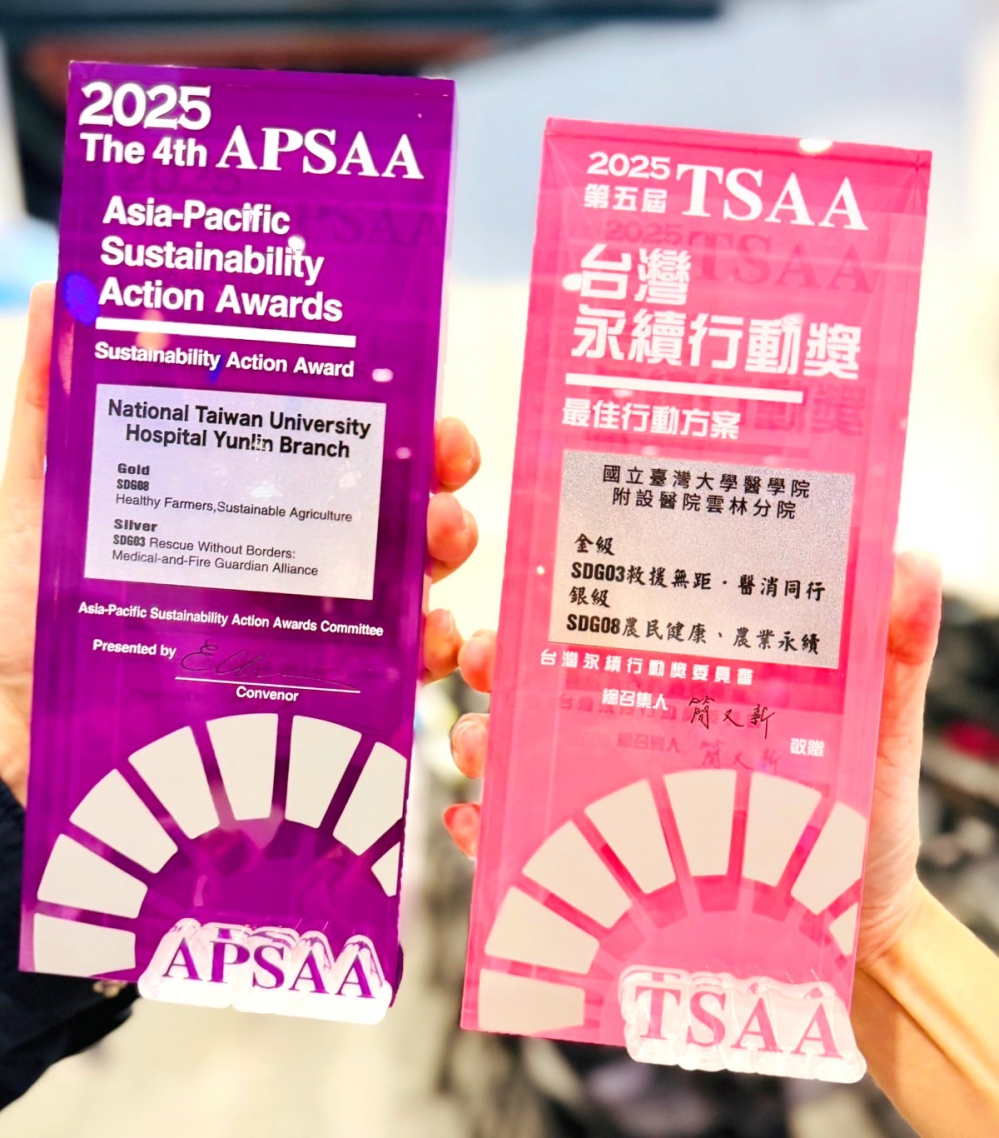 2025
The 4th APSAA
Asia-Pacific
Sustainability
Action Awards
Sustainability Action Award
National Taiwan University
Hospital Yunlin Branch
Gold
SDG08
Healthy Farmers,Sustainable Agriculture
Silver
SDG03 Rescue Without Borders:
Medical-and-Fire Guardian Alliance
Asia-Pacific Sustainability Action Awards Committee
Presented by
Convenor
APSAA
2025
第五屆 TSAA
台灣
永續行動獎
最佳行動方案
國立臺灣大學醫學院
附設醫院雲林分院
金級
SDG03救援無距・醫消同行
銀級
SDG08農民健康、農業永續
台灣永續行動獎委員會
總召集人 簡又新
敬贈
TSAA